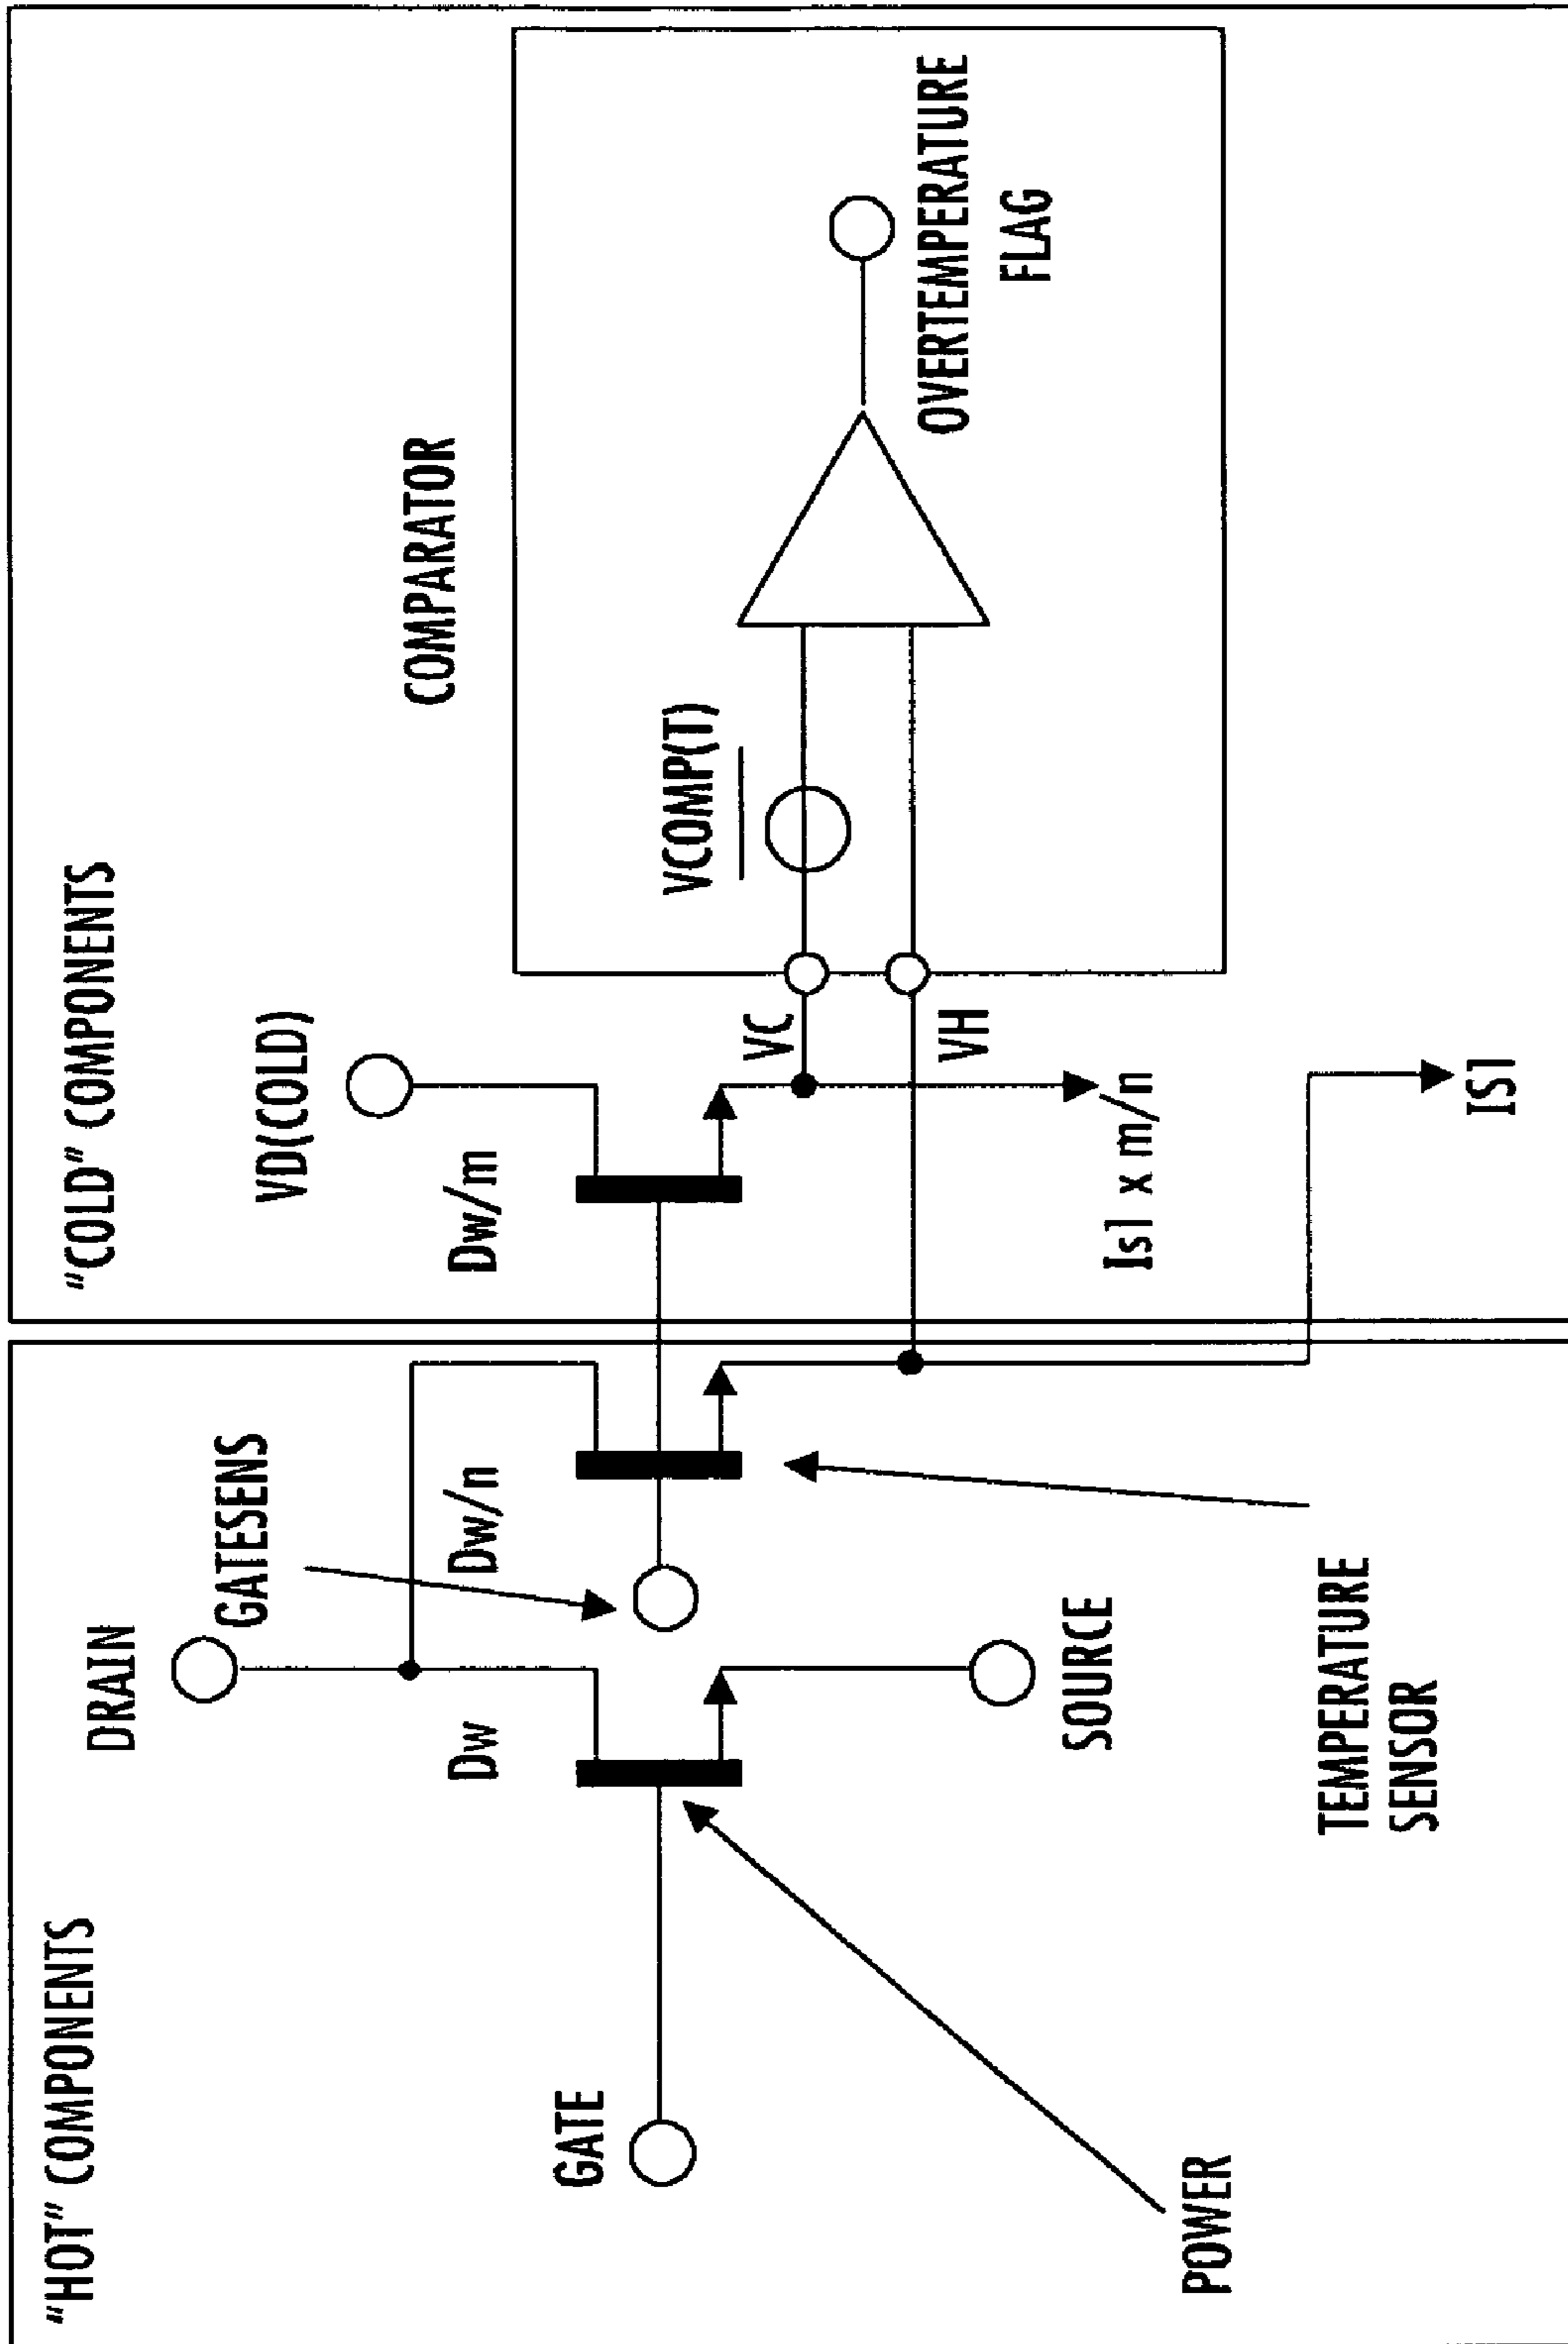 "HOT" COMPONENTS
DRAIN
GATESENS
Dw
Dw/n
GATE
SOURCE
POWER
TEMPERATURE
SENSOR
"COLD" COMPONENTS
VD(COLD)
Dw/m
COMPARATOR
VCOMP(T)
VC
VH
OVERTEMPERATURE
FLAG
Is1 x m/n
IS1